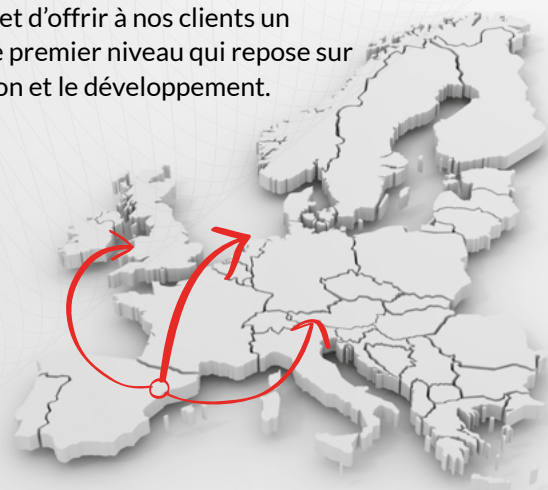 et d’offrir à nos clients un
premier niveau qui repose sur
on et le développement.